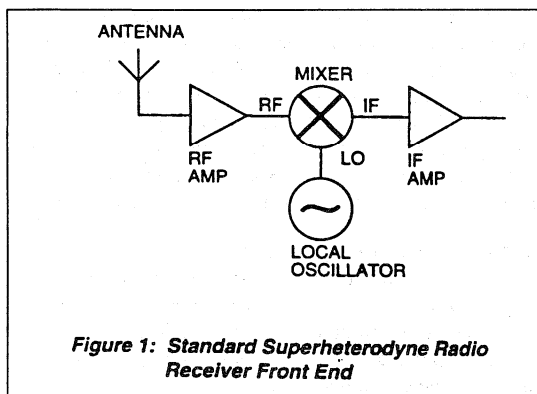 ANTENNA
MIXER
RF
IF
RF
AMP
LO
IF
AMP
LOCAL
OSCILLATOR
Figure 1: Standard Superheterodyne Radio
Receiver Front End